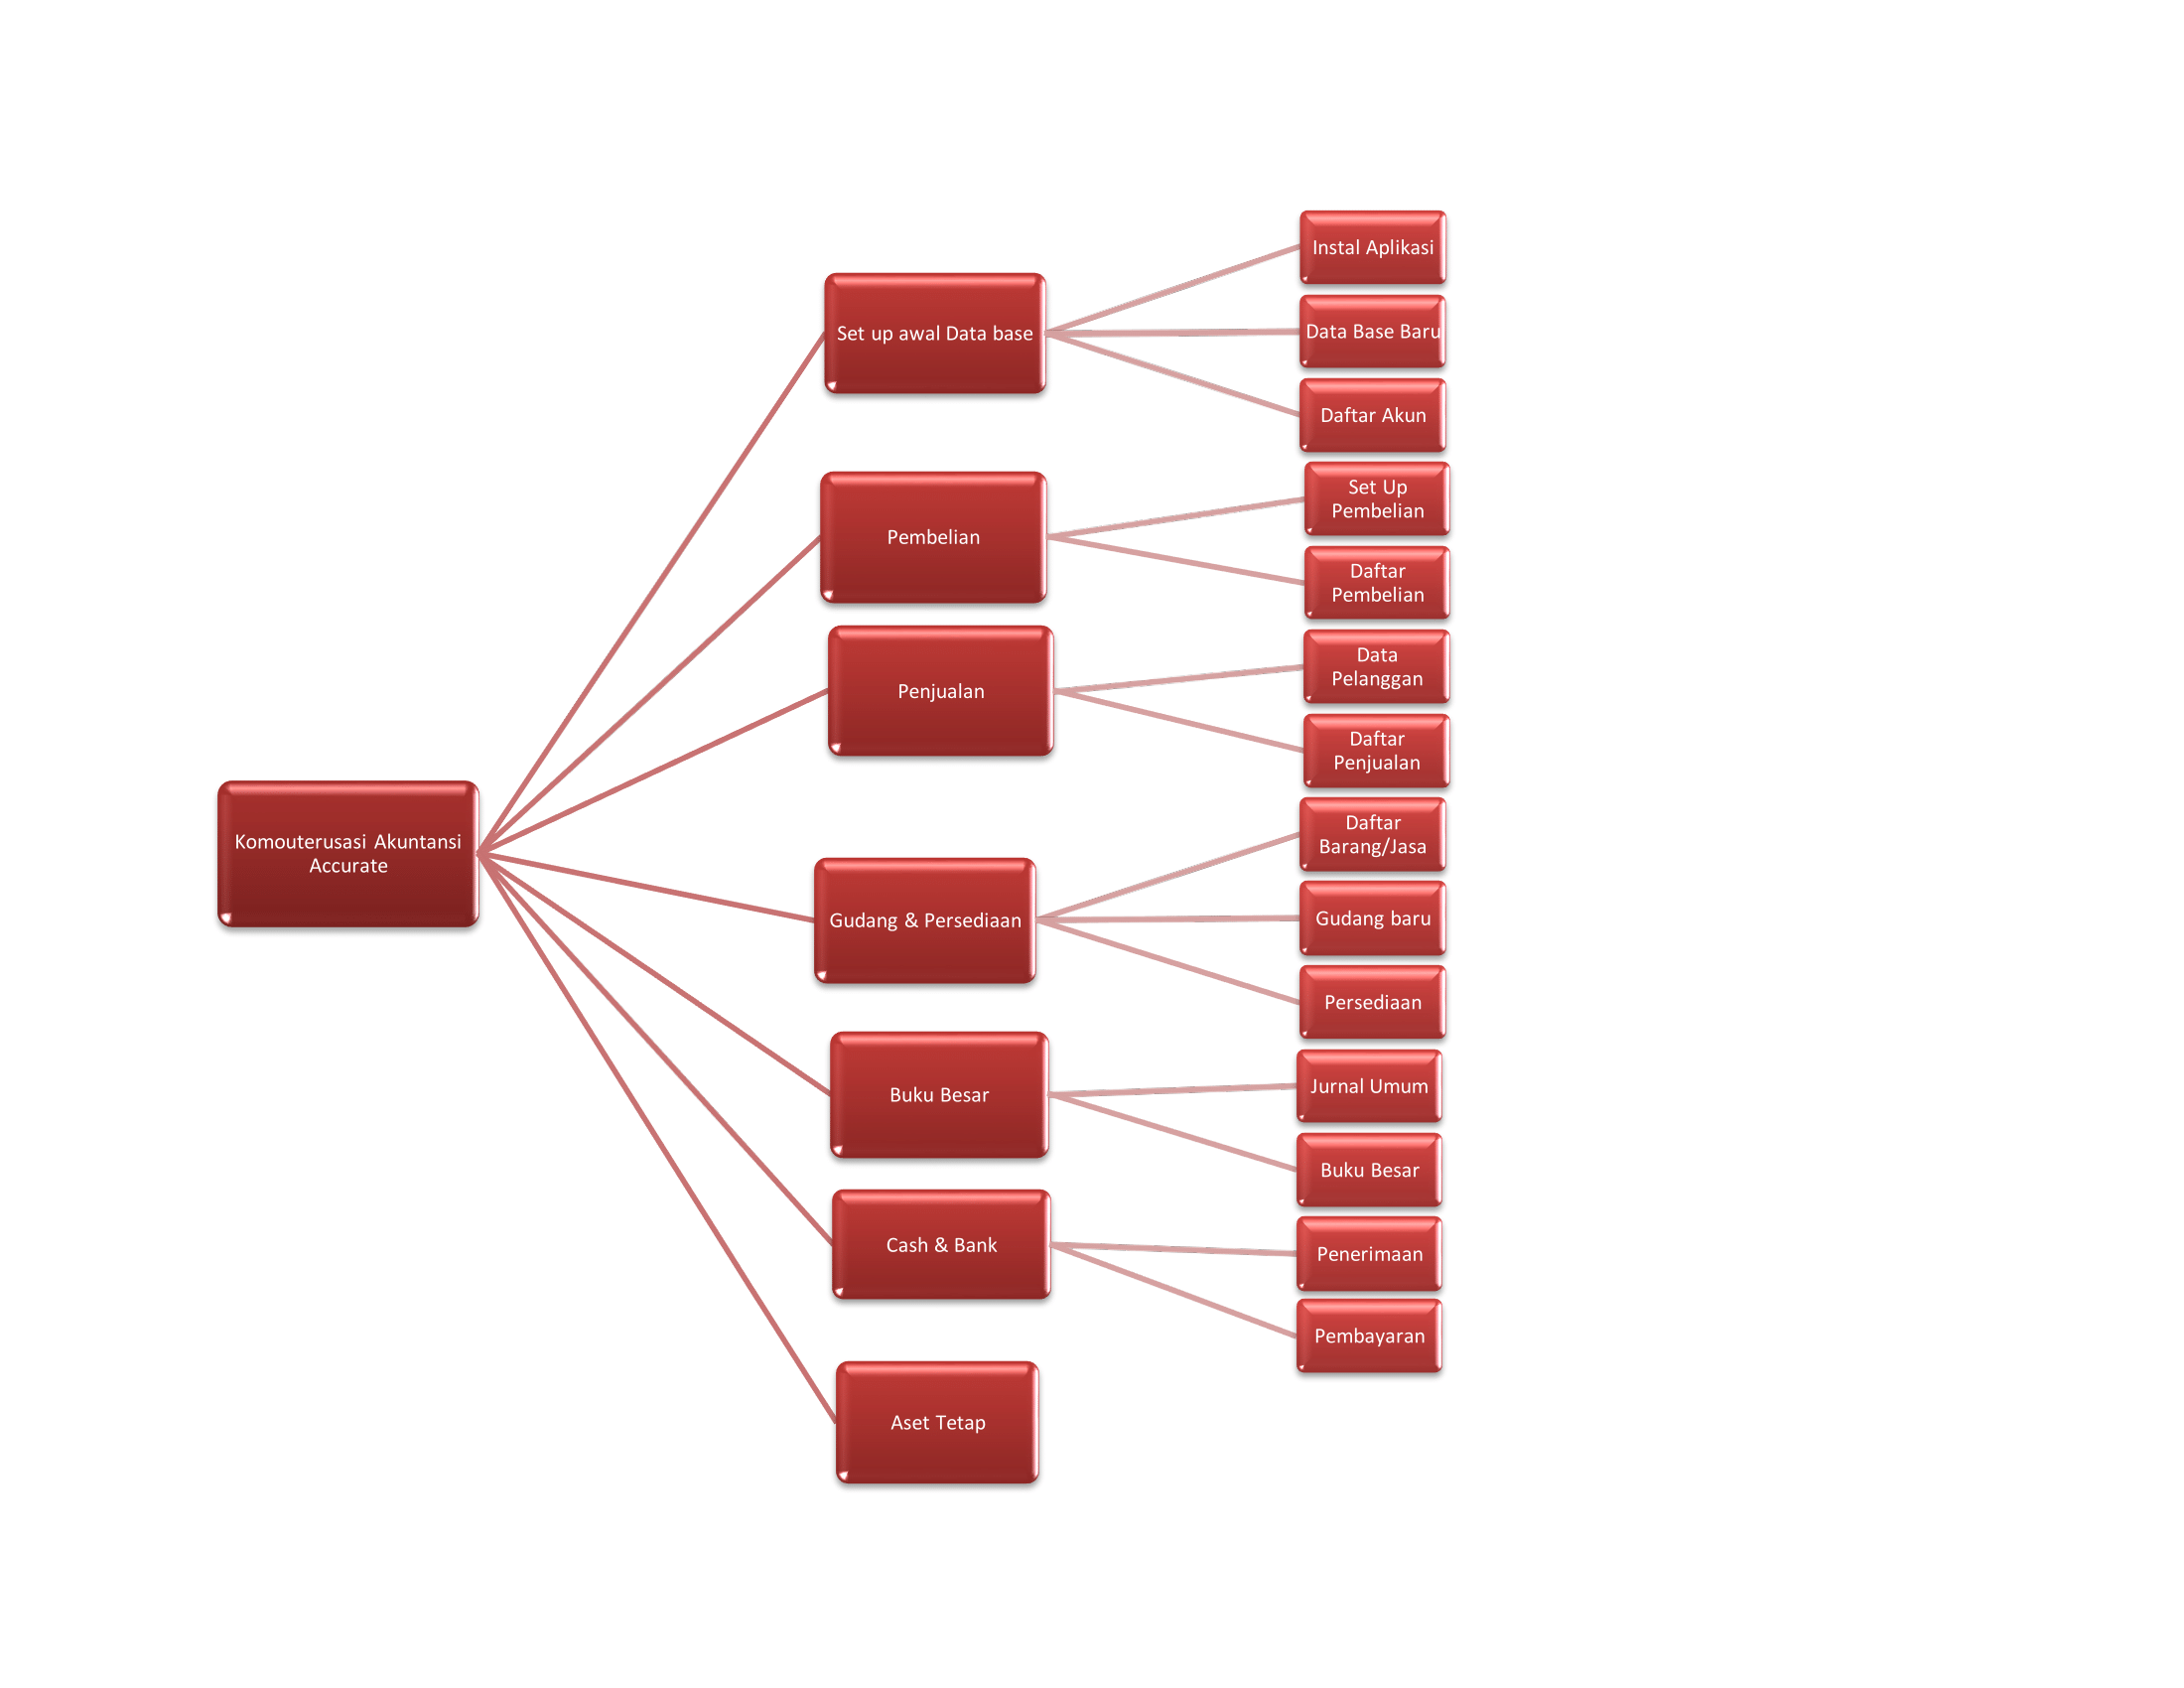 Komouterusasi Akuntansi
Accurate
Set up awal Data base
Instal Aplikasi
Data Base Baru
Daftar Akun
Pembelian
Set Up
Pembelian
Daftar
Pembelian
Penjualan
Data
Pelanggan
Daftar
Penjualan
Gudang & Persediaan
Daftar
Barang/Jasa
Gudang baru
Persediaan
Buku Besar
Jurnal Umum
Buku Besar
Cash & Bank
Penerimaan
Pembayaran
Aset Tetap